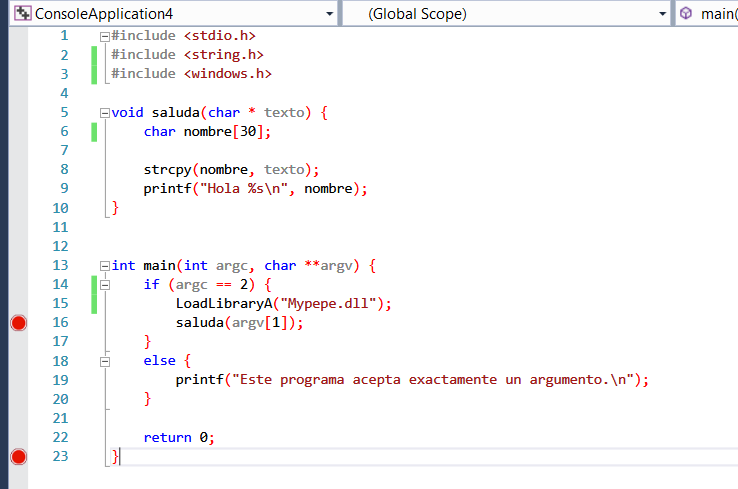 ConsoleApplication4 (Global Scope) main(
1 #include <stdio.h>
2 #include <string.h>
3 #include <windows.h>
4
5 void saluda(char * texto) {
6 char nombre[30];
7
8 strcpy(nombre, texto);
9 printf("Hola %s\n", nombre);
10 }
11
12
13 int main(int argc, char **argv) {
14 if (argc == 2) {
15 LoadLibraryA("Mypepe.dll");
16 saluda(argv[1]);
17 }
18 else {
19 printf("Este programa acepta exactamente un argumento.\n");
20 }
21
22 return 0;
23 }